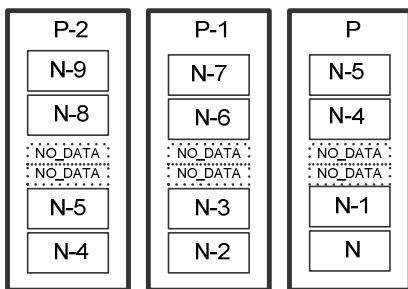 P-2
N-9
N-8
NO_DATA
NO_DATA
N-5
N-4
P-1
N-7
N-6
NO_DATA
NO_DATA
N-3
N-2
P
N-5
N-4
NO_DATA
NO_DATA
N-1
N